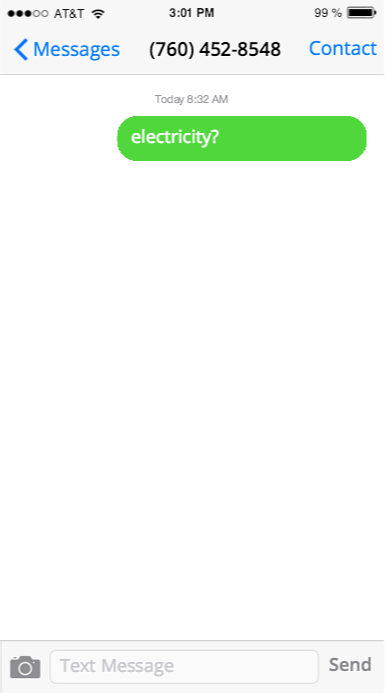 AT&T 3:01 PM 99 %
Messages (760) 452-8548 Contact
Today 8:32 AM
electricity?
Text Message Send